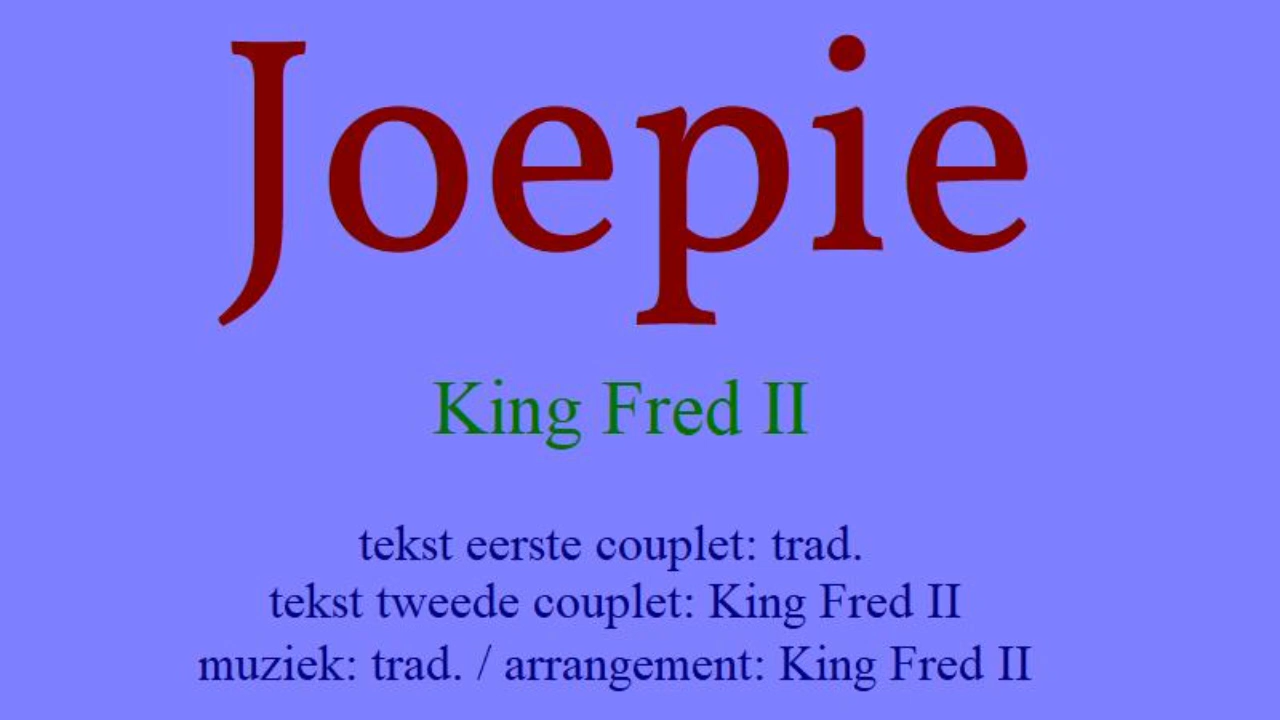 Joepie
King Fred II
tekst eerste couplet: trad.
tekst tweede couplet: King Fred II
muziek: trad. / arrangement: King Fred II